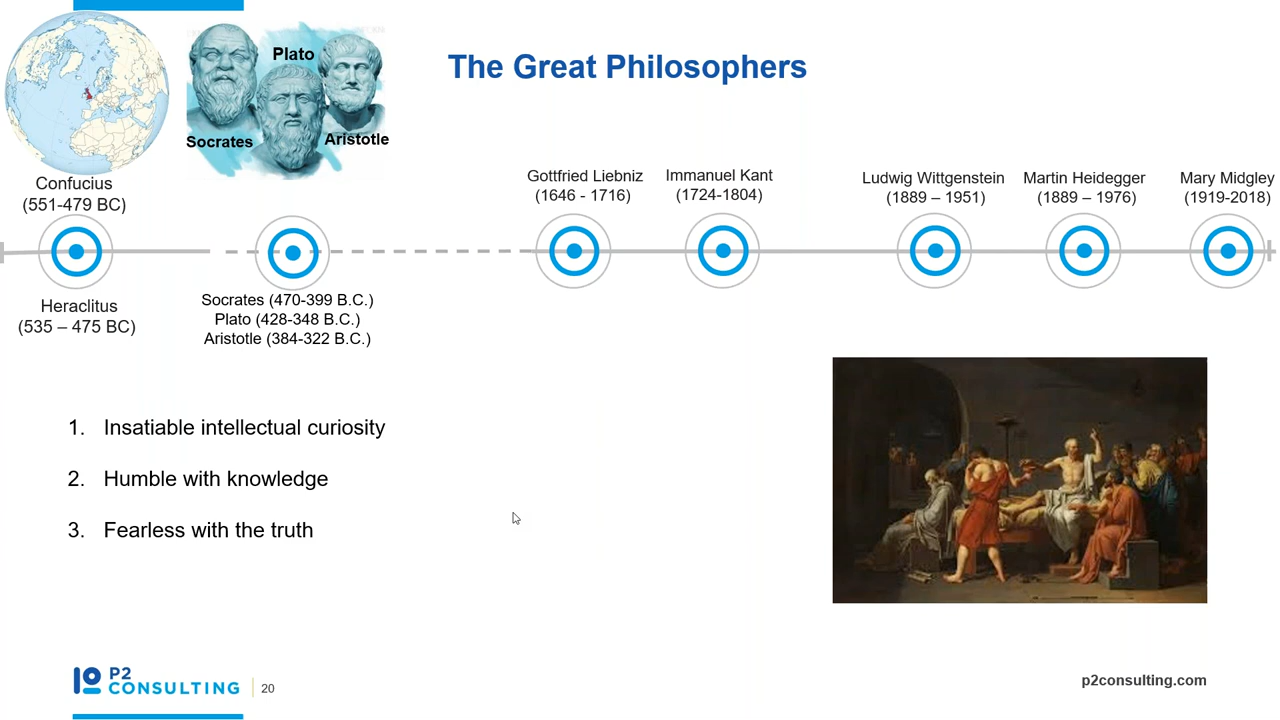 The Great Philosophers
Plato
Socrates
Aristotle
Confucius
(551-479 BC)
Gottfried Liebniz
(1646 - 1716)
Immanuel Kant
(1724-1804)
Ludwig Wittgenstein
(1889 – 1951)
Martin Heidegger
(1889 – 1976)
Mary Midgley
(1919-2018)
Heraclitus
(535 – 475 BC)
Socrates (470-399 B.C.)
Plato (428-348 B.C.)
Aristotle (384-322 B.C.)
1. Insatiable intellectual curiosity
2. Humble with knowledge
3. Fearless with the truth
P2
CONSULTING
20
p2consulting.com